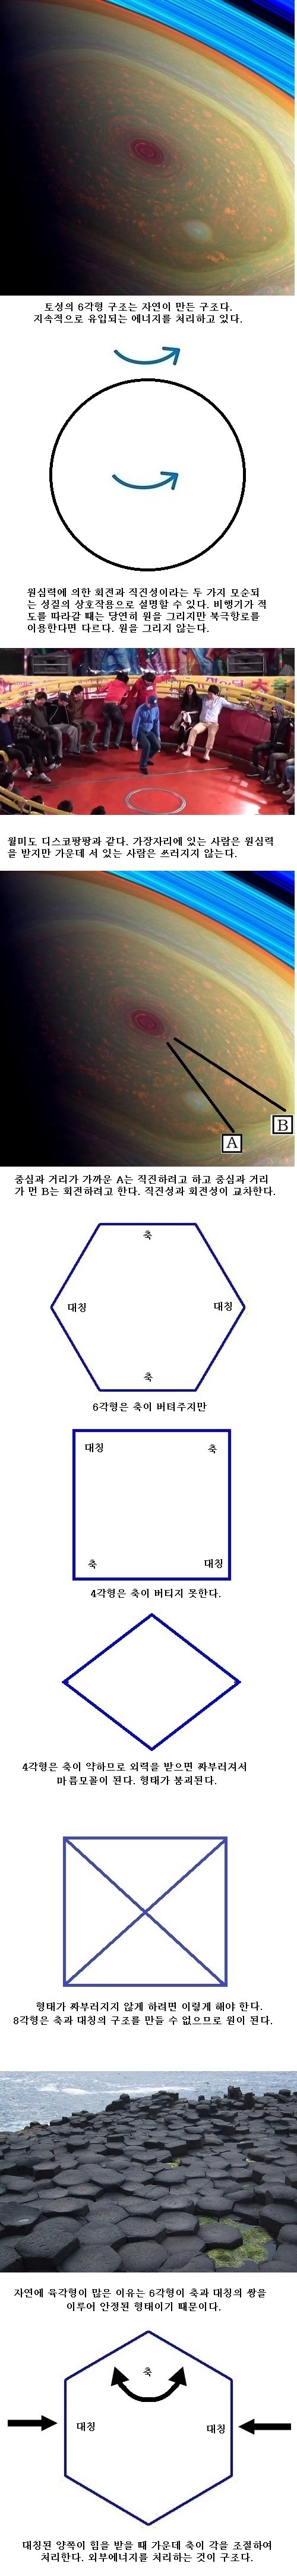 토성의 6각형 구조는 자연이 만든 구조다.
지속적으로 유입되는 에너지를 처리하고 있다.
원심력에 의한 회전과 직진성이라는 두 가지 모순되
는 성질의 상호작용으로 설명할 수 있다. 비행기가 적
도를 따라갈 때는 당연히 원을 그리지만 북극항로를
이용한다면 다르다. 원을 그리지 않는다.
월미도 디스코팡팡과 같다. 가장자리에 있는 사람은 원심력
을 받지만 가운데 서 있는 사람은 쓰러지지 않는다.
A
B
중심과 거리가 가까운 A는 직진하려고 하고 중심과 거리
가 먼 B는 회전하려고 한다. 직진성과 회전성이 교차한다.
축
대칭
대칭
축
6각형은 축이 버텨주지만
대칭
축
축
대칭
4각형은 축이 버티지 못한다.
4각형은 축이 약하므로 외력을 받으면 짜부러져서
마름모꼴이 된다. 형태가 붕괴된다.
형태가 짜부러지지 않게 하려면 이렇게 해야 한다.
8각형은 축과 대칭의 구조를 만들 수 없으므로 원이 된다.
자연에 육각형이 많은 이유는 6각형이 축과 대칭의 쌍을
이루어 안정된 형태이기 때문이다.
축
대칭
대칭
대칭된 양쪽이 힘을 받을 때 가운데 축이 각을 조절하여
처리한다. 외부에너지를 처리하는 것이 구조다.